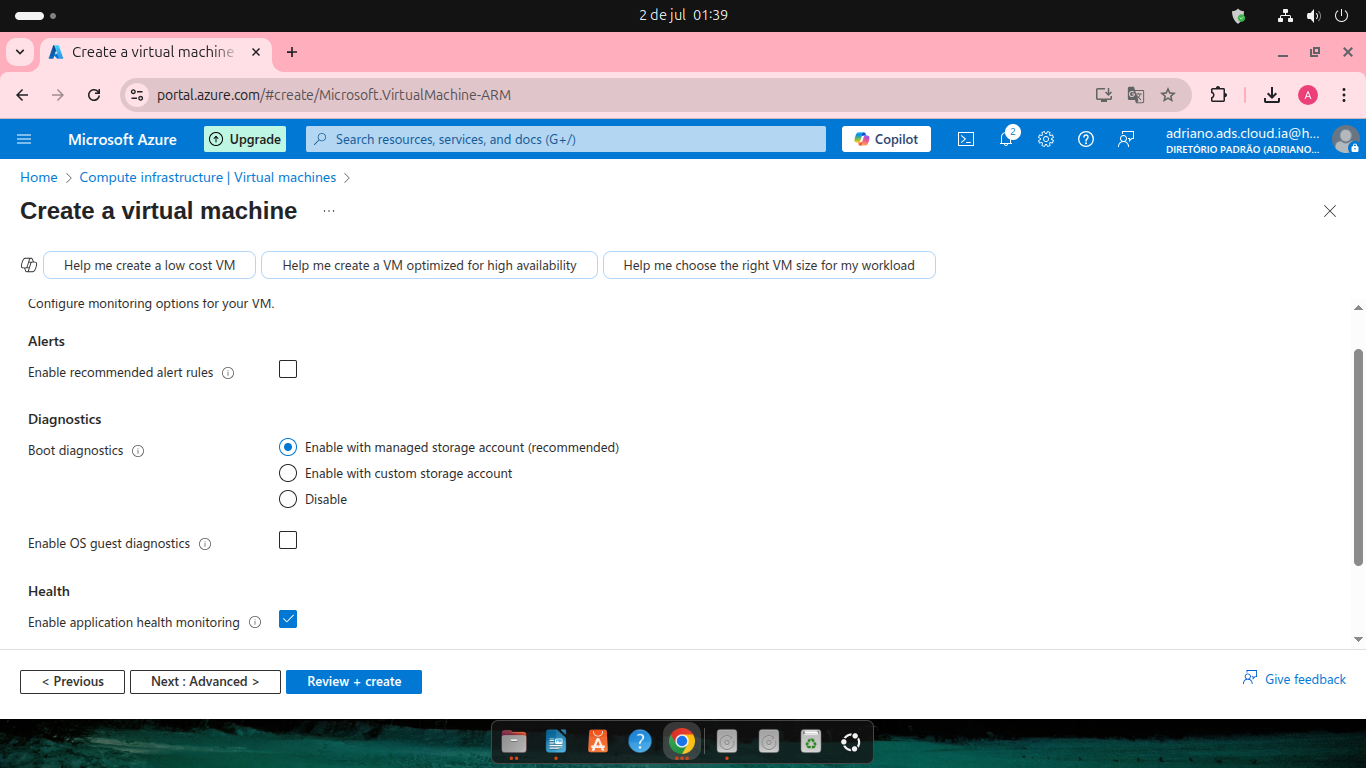 2 de jul 01:39
Create a virtual machine
portal.azure.com/#create/Microsoft.VirtualMachine-ARM
A
Microsoft Azure
Upgrade
Search resources, services, and docs (G+/)
Copilot
2
adriano.ads.cloud.ia@h...
DIRETÓRIO PADRÃO (ADRIANO...
Home > Compute infrastructure | Virtual machines >
Create a virtual machine ...
Help me create a low cost VM
Help me create a VM optimized for high availability
Help me choose the right VM size for my workload
Configure monitoring options for your VM.
Alerts
Enable recommended alert rules
Diagnostics
Boot diagnostics
Enable with managed storage account (recommended)
Enable with custom storage account
Disable
Enable OS guest diagnostics
Health
Enable application health monitoring
< Previous
Next : Advanced >
Review + create
Give feedback